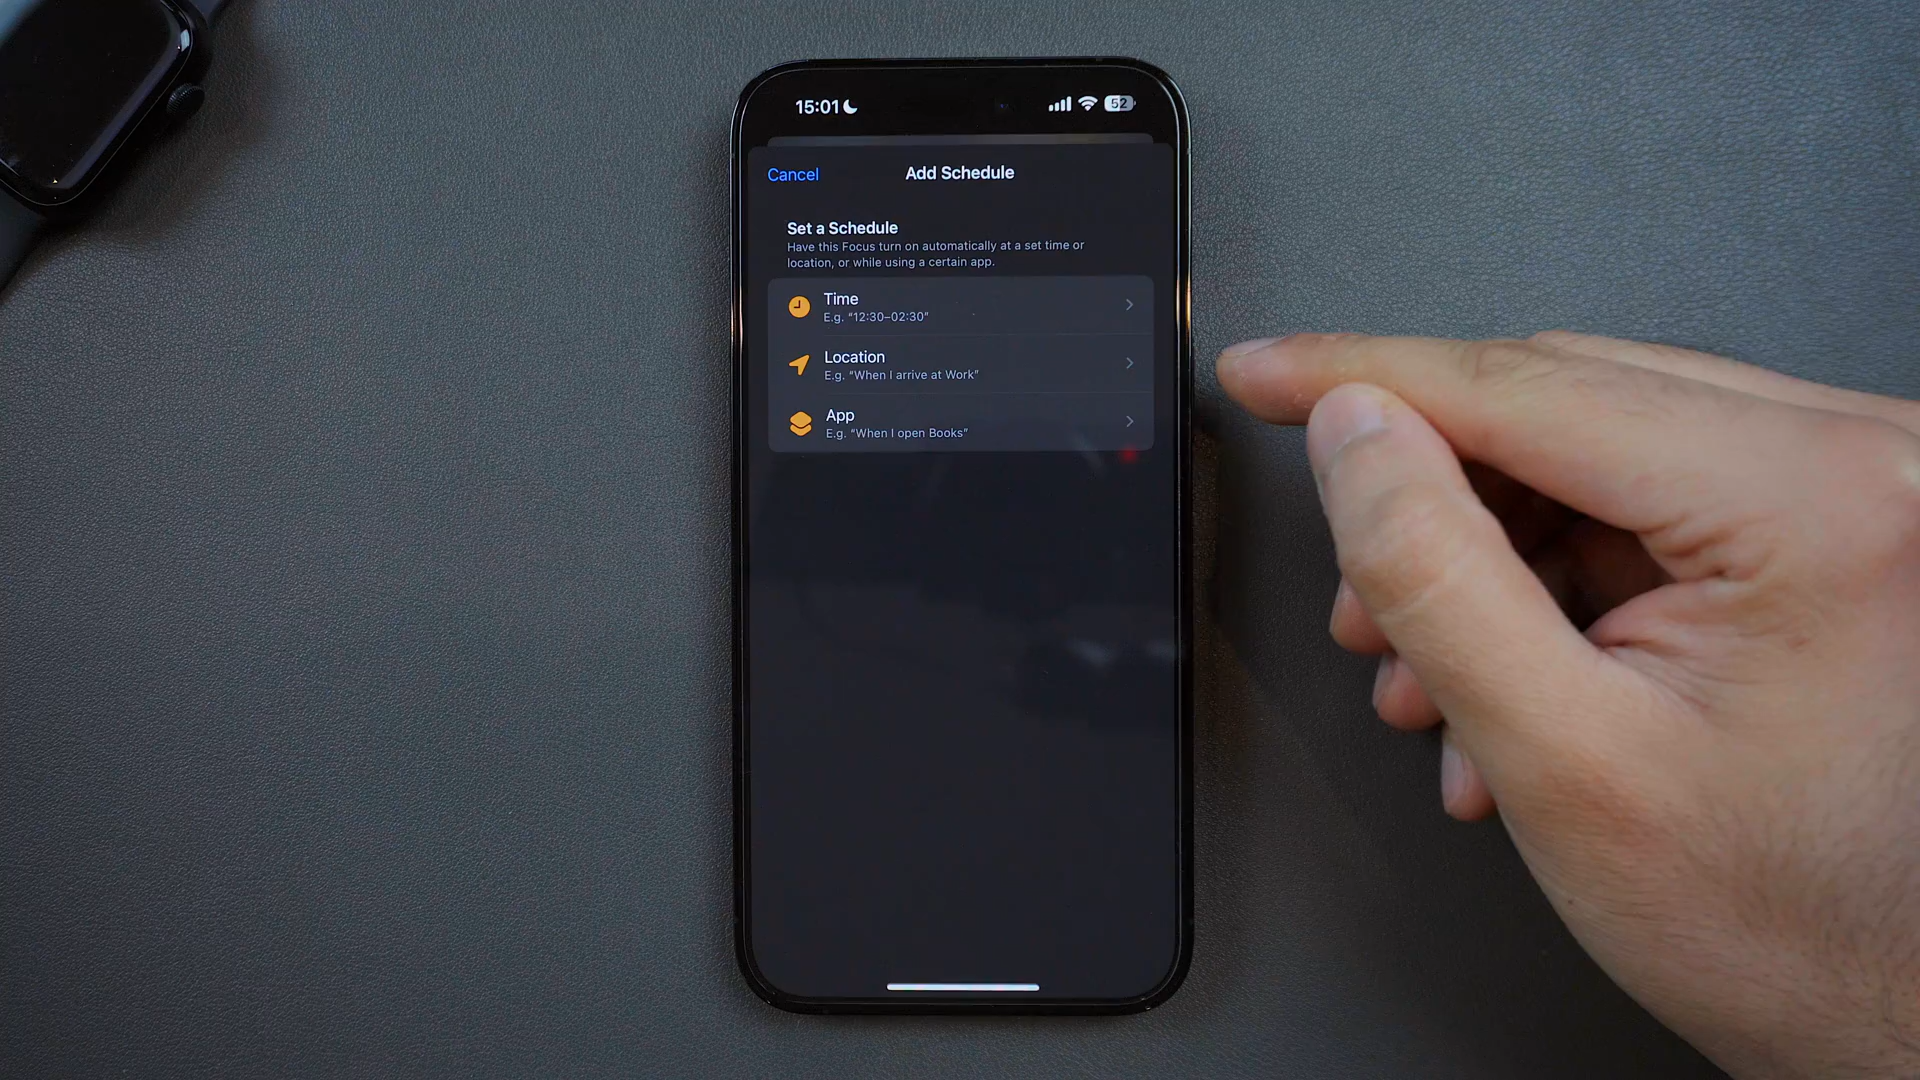 15:01
52
Cancel
Add Schedule
Set a Schedule
Have this Focus turn on automatically at a set time or
location, or while using a certain app.
Time
E.g. “12:30–02:30”
Location
E.g. “When I arrive at Work”
App
E.g. “When I open Books”